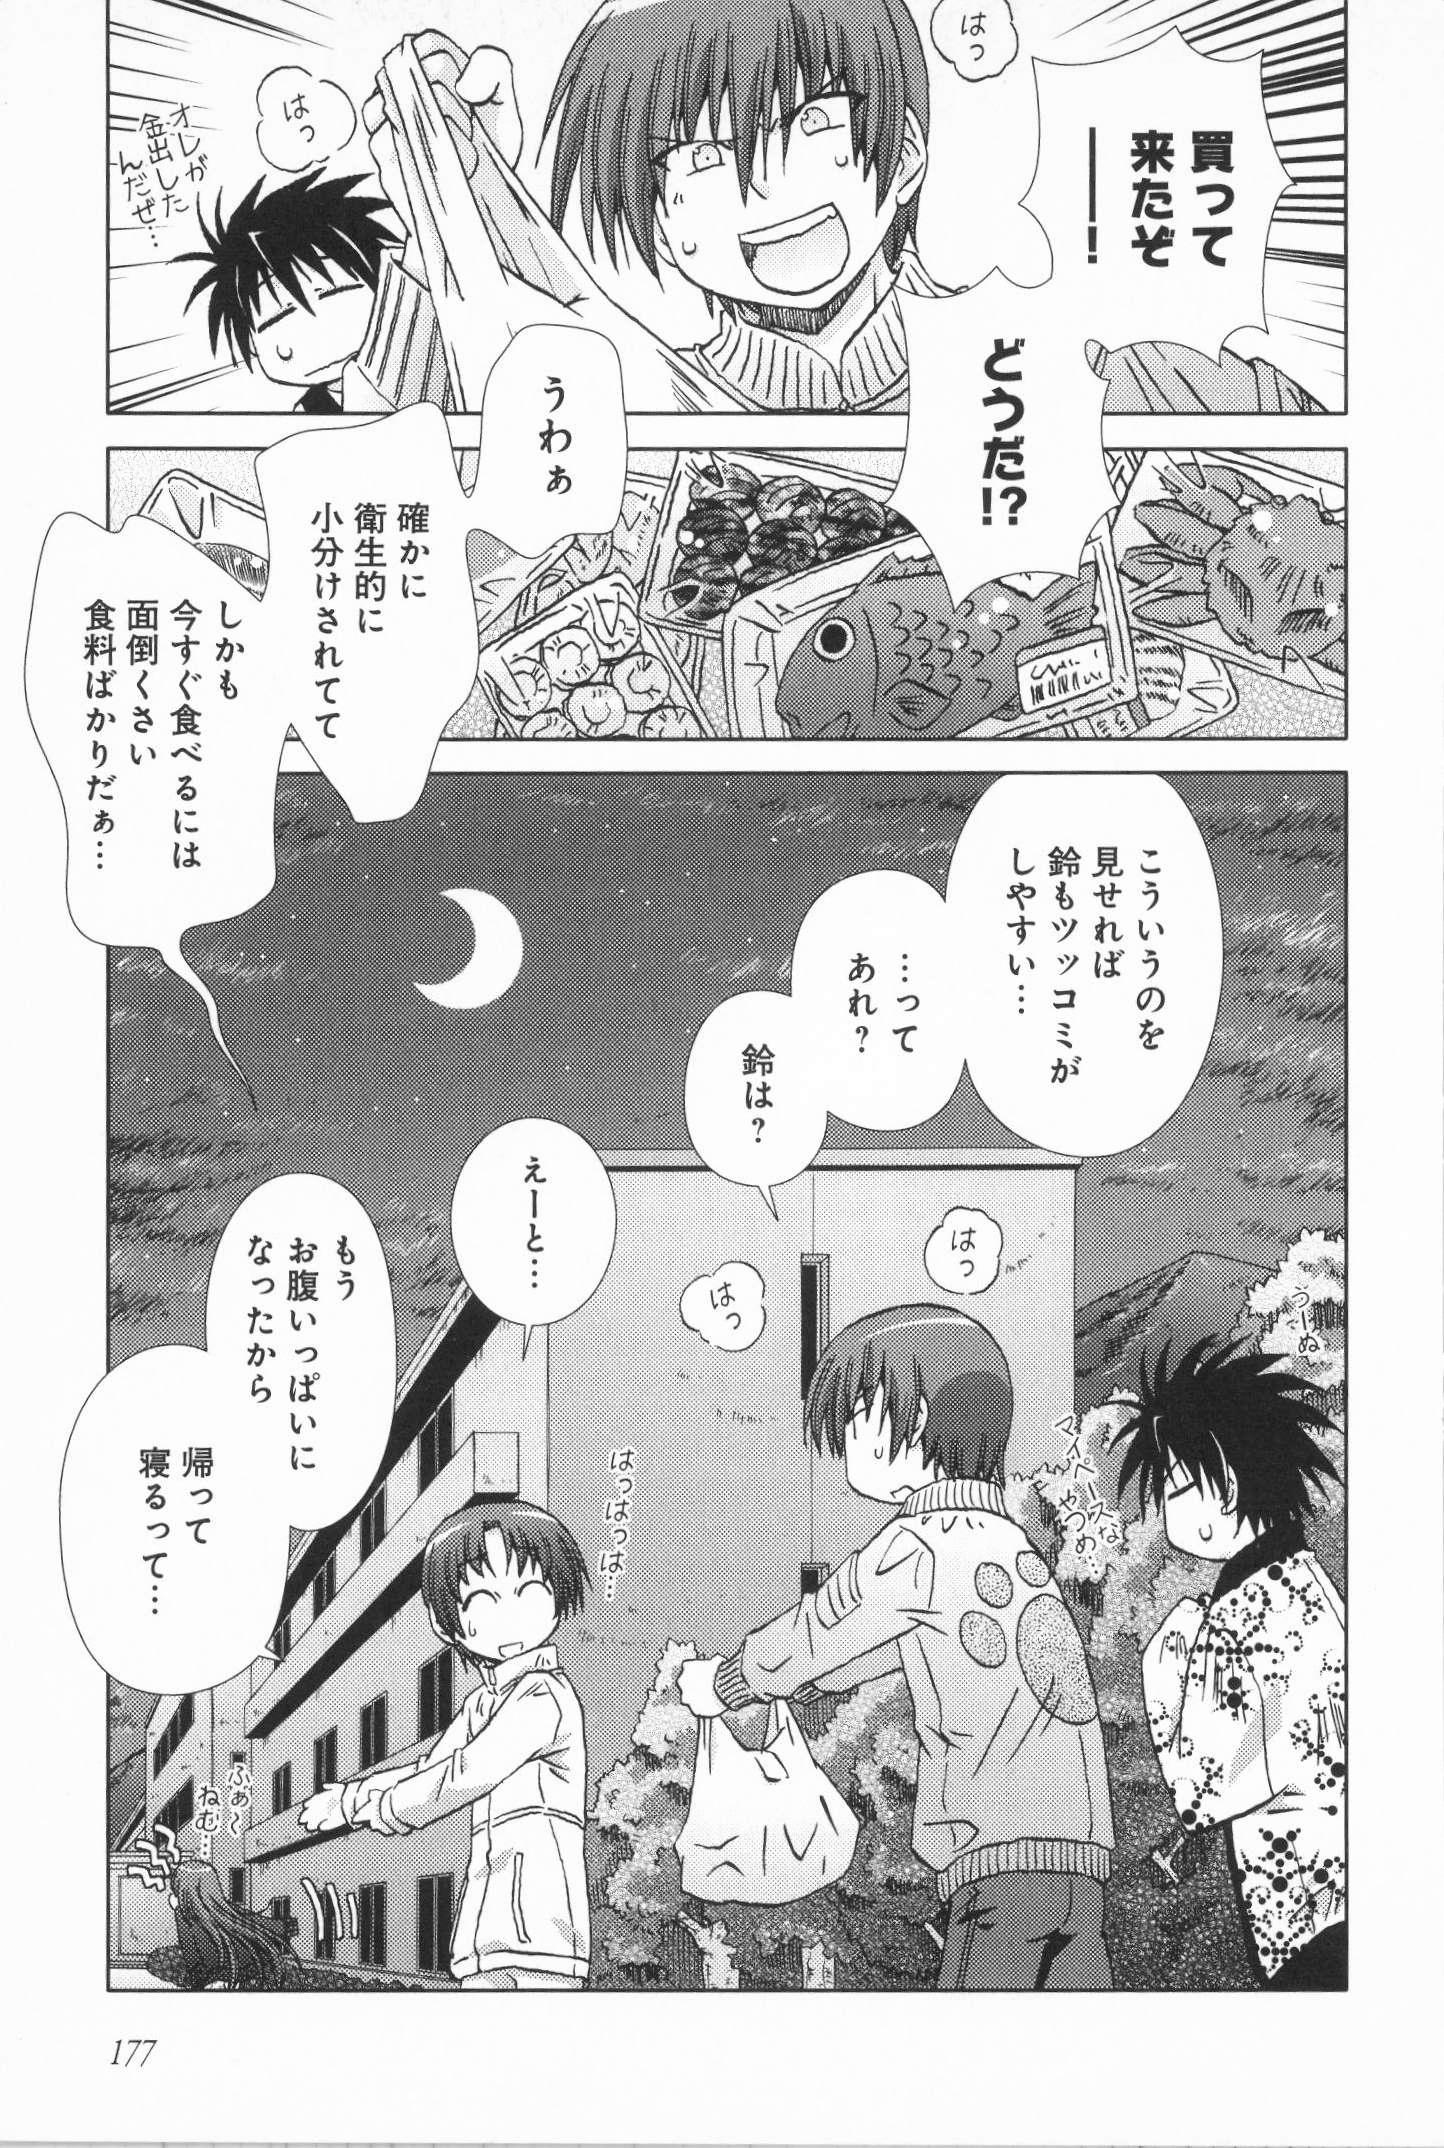 買って
来たぞ
――！
どうだ!?
はっ
はっ
オレが
金出した
んだぜ…
うわぁ
確かに
衛生的に
小分けされてて
しかも
今すぐ食べるには
面倒くさい
食料ばかりだぁ…
こういうのを
見せれば
鈴もツッコミが
しやすい…
…って
あれ？
鈴は？
はっ
はっ
うーぬ
マイペースな
やつめ…
えーと…
もう
お腹いっぱいに
なったから
帰って
寝るって…
はっはっは…
ふぁ〜
ねむ…
177